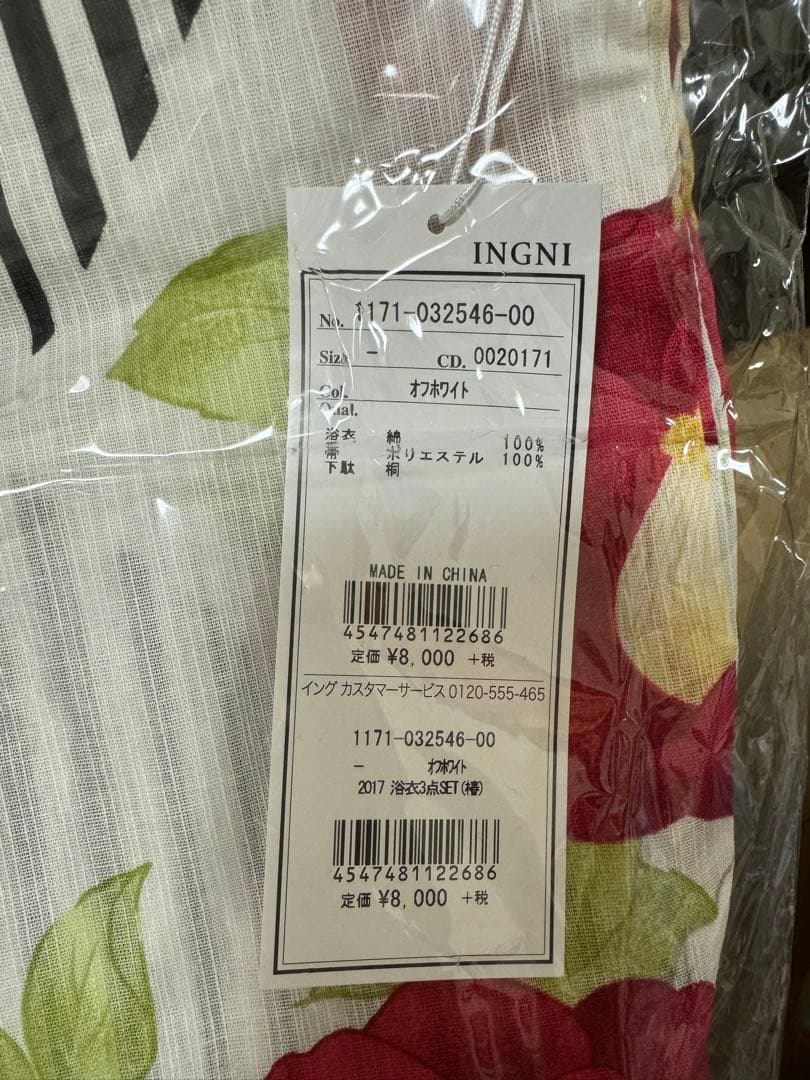 INGNI
No. 1171-032546-00
Size - CD. 0020171
Col. オフホワイト
Qual.
浴衣 綿 100%
帯 ポリエステル 100%
下駄 桐
MADE IN CHINA
4547481122686
定価 ¥8,000 +税
イング カスタマーサービス 0120-555-465
1171-032546-00
- オフホワイト
2017 浴衣3点SET(椿)
4547481122686
定価 ¥8,000 +税